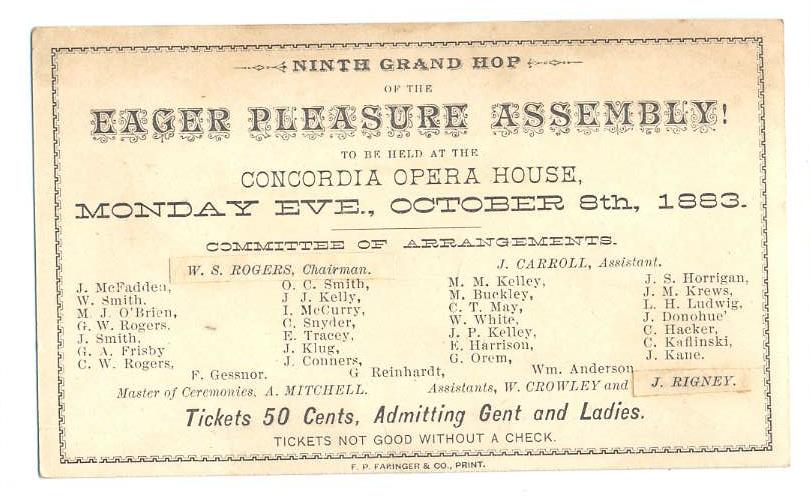 NINTH GRAND HOP
OF THE
EAGER PLEASURE ASSEMBLY!
TO BE HELD AT THE
CONCORDIA OPERA HOUSE,
MONDAY EVE., OCTOBER 8th, 1883.
COMMITTEE OF ARRANGEMENTS.
W. S. ROGERS, Chairman. J. CARROLL, Assistant.
J. McFadden, O. C. Smith, M. M. Kelley, J. S. Horrigan,
W. Smith, J J. Kelly, M. Buckley, J. M. Krews,
M. J. O'Brien, I. McCurry, C. T. May, L. H. Ludwig,
G. W. Rogers. C. Snyder, W. White, J. Donohue'
J. Smith, E. Tracey, J. P. Kelley, C. Hacker,
G. A. Frisby J. Klug, E. Harrison, C. Kaflinski,
C. W. Rogers, J. Conners, G. Orem, J. Kane.
F. Gessnor. G Reinhardt, Wm. Anderson
Master of Ceremonies, A. MITCHELL. Assistants, W. CROWLEY and J. RIGNEY.
Tickets 50 Cents, Admitting Gent and Ladies.
TICKETS NOT GOOD WITHOUT A CHECK.
F. P. FARINGER & CO., PRINT.